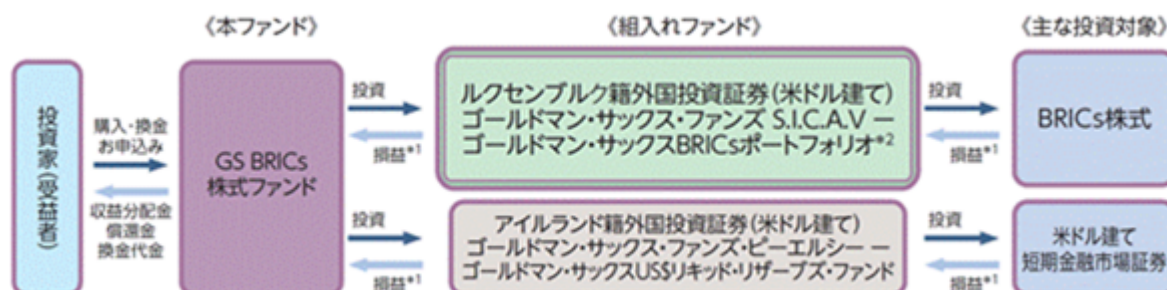 〈本ファンド〉
〈組入れファンド〉
〈主な投資対象〉
投資家(受益者)
購入・換金
お申込み
収益分配金
償還金
換金代金
GS BRICs
株式ファンド
投資
損益*1
ルクセンブルク籍外国投資証券(米ドル建て)
ゴールドマン・サックス・ファンズ S.I.C.A.V ー
ゴールドマン・サックスBRICsポートフォリオ*2
投資
損益*1
BRICs株式
投資
損益*1
アイルランド籍外国投資証券(米ドル建て)
ゴールドマン・サックス・ファンズ・ピーエルシー ー
ゴールドマン・サックスUS$リキッド・リザーブズ・ファンド
投資
損益*1
米ドル建て
短期金融市場証券